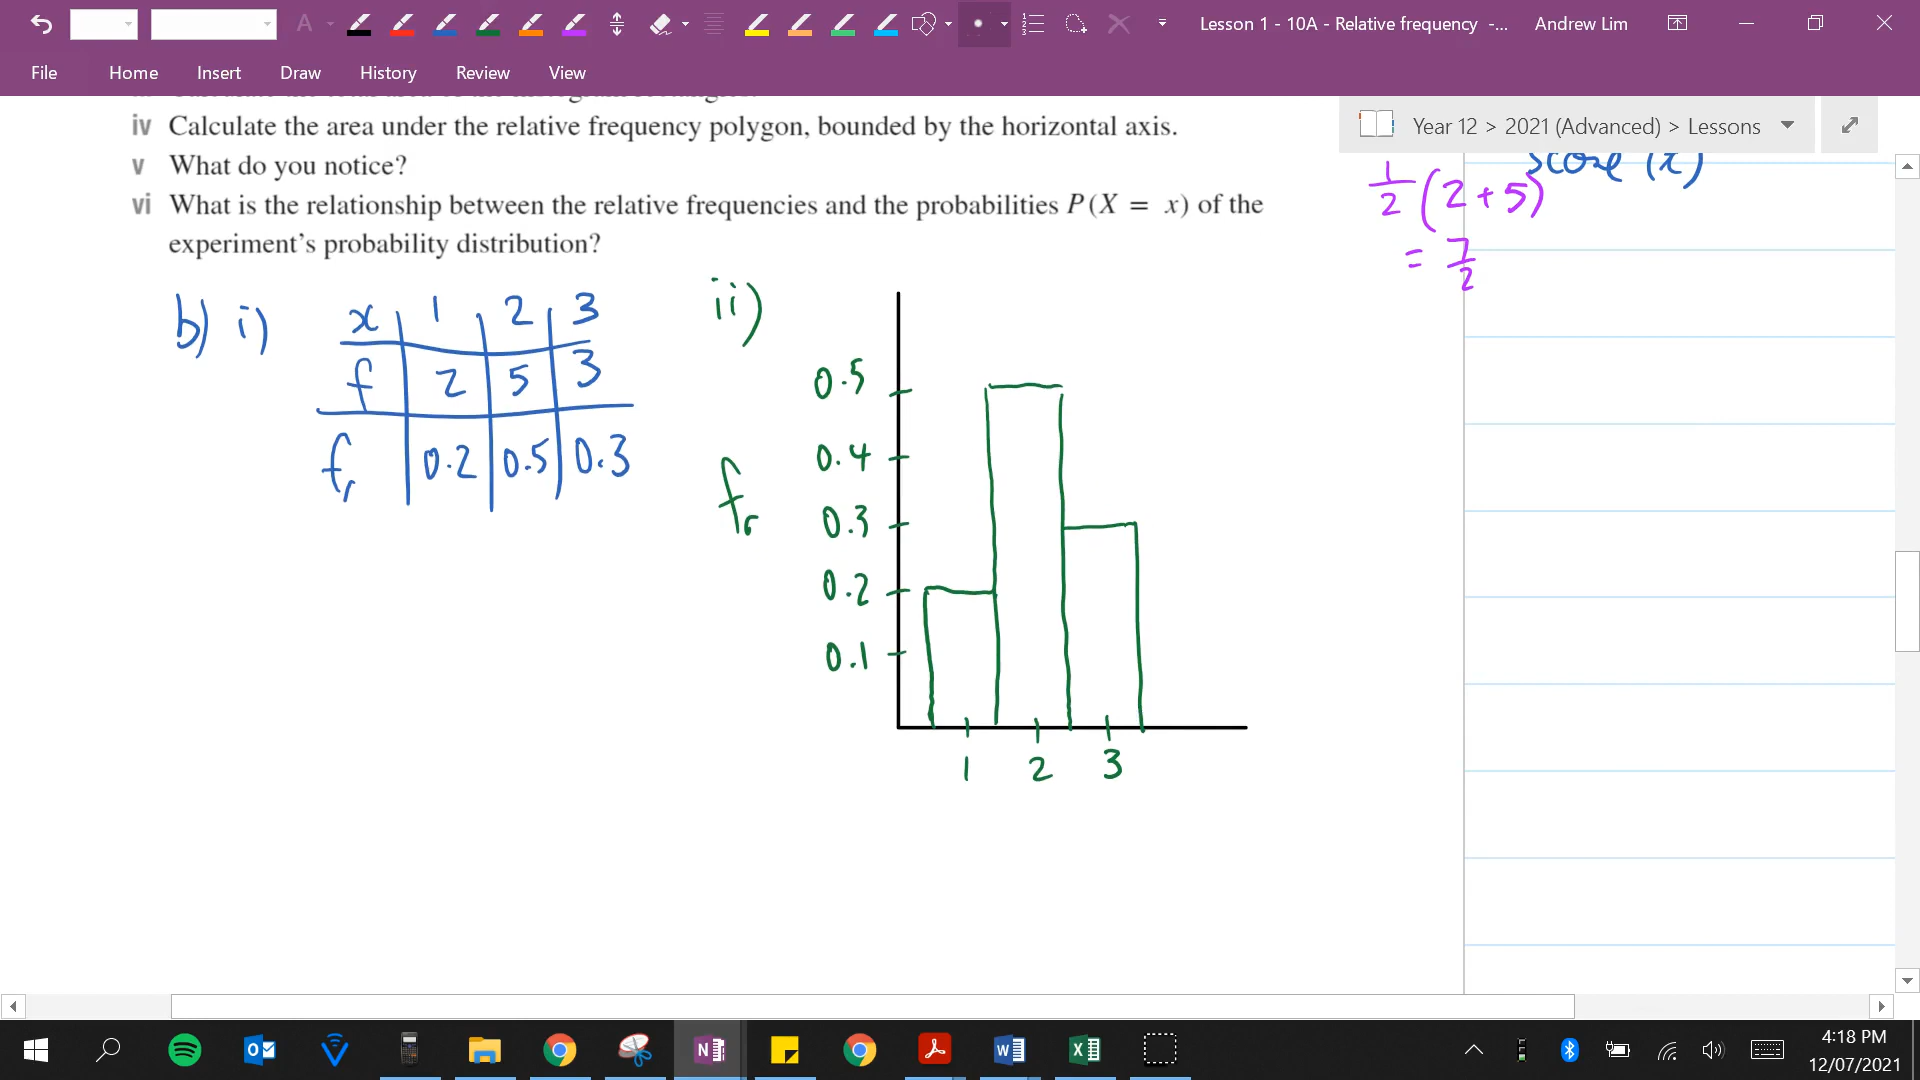 Lesson 1 - 10A - Relative frequency -...
Andrew Lim
File Home Insert Draw History Review View
Year 12 > 2021 (Advanced) > Lessons
iv Calculate the area under the relative frequency polygon, bounded by the horizontal axis.
v What do you notice?
vi What is the relationship between the relative frequencies and the probabilities P(X = x) of the
experiment's probability distribution?
score (x)
1/2 (2+5)
= 7/2
b) i)
x 1 2 3
f 2 5 3
fr 0.2 0.5 0.3
ii)
fr
0.5
0.4
0.3
0.2
0.1
1 2 3
4:18 PM
12/07/2021